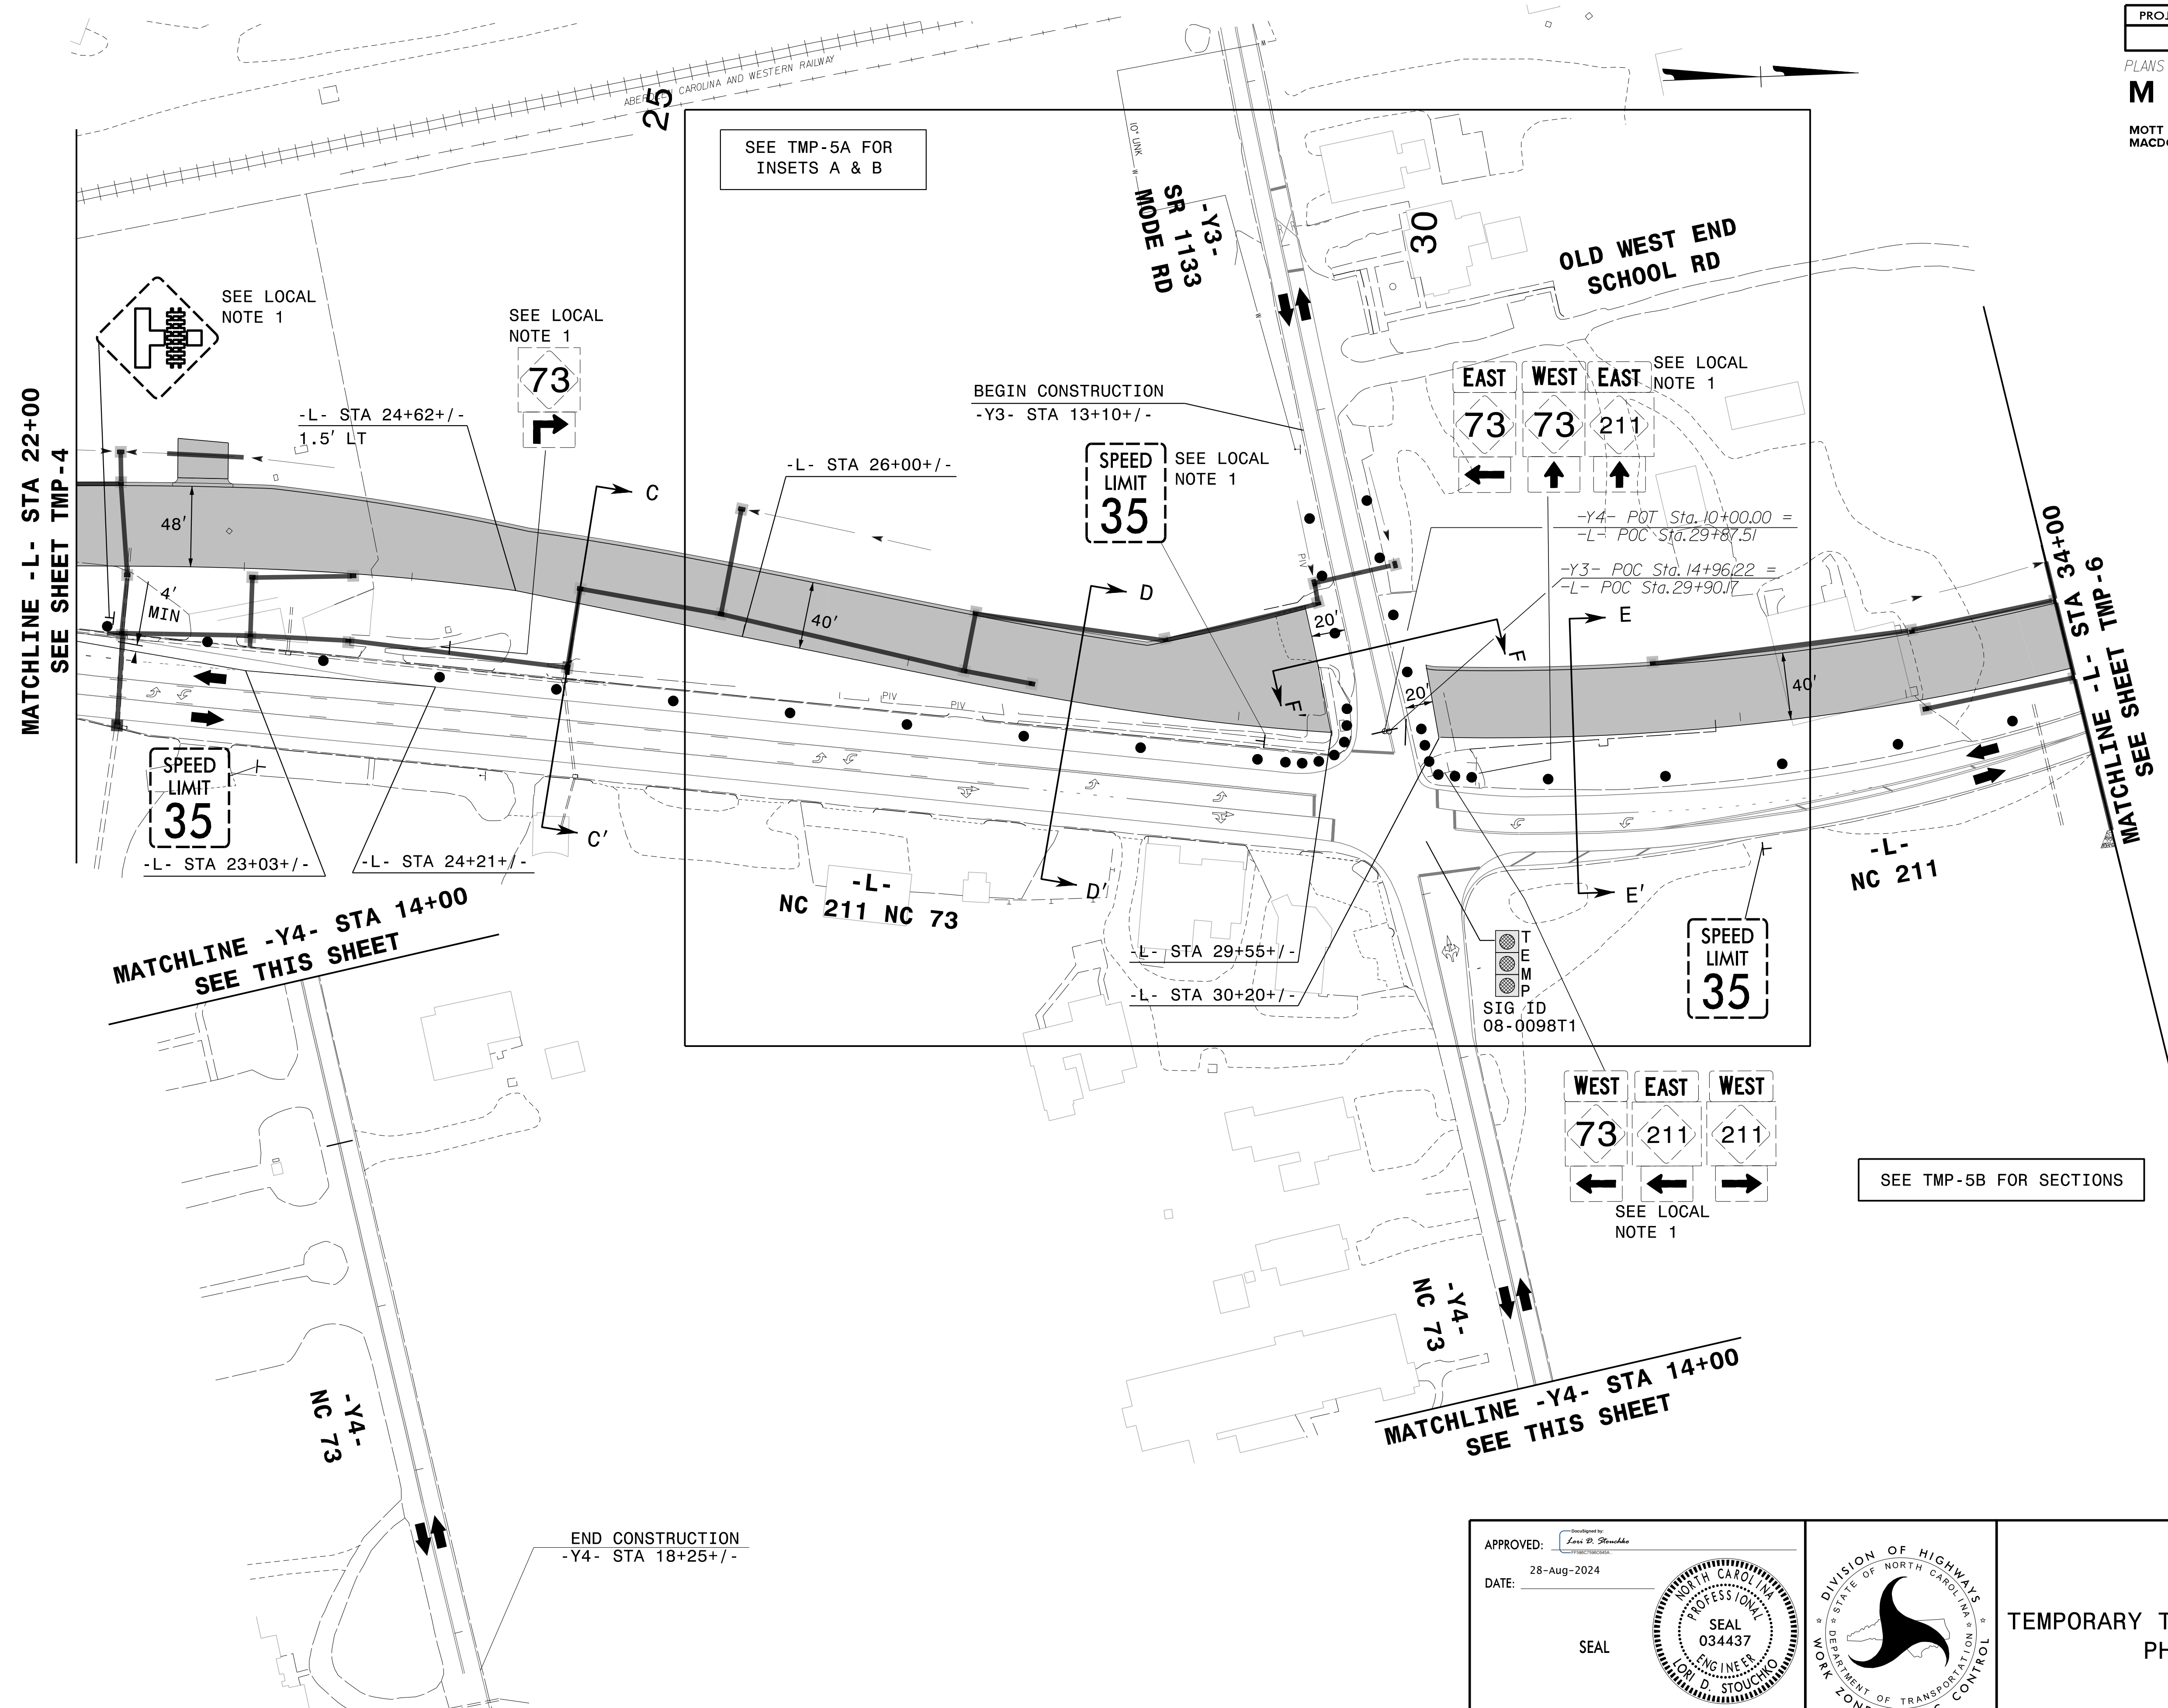 PROJ
PLANS
M
MOTT
MACD
ABERDEEN CAROLINA AND WESTERN RAILWAY
25
SEE TMP-5A FOR
INSETS A & B
-Y3-
SR 1133
MODE RD
30
OLD WEST END
SCHOOL RD
SEE LOCAL
NOTE 1
SEE LOCAL
NOTE 1
73
MATCHLINE -L- STA 22+00
SEE SHEET TMP-4
-L- STA 24+62+/-
1.5' LT
48'
4'
MIN
C
-L- STA 26+00+/-
BEGIN CONSTRUCTION
-Y3- STA 13+10+/-
SPEED
LIMIT
35
SEE LOCAL
NOTE 1
EAST
73
WEST
73
EAST
211
SEE LOCAL
NOTE 1
-Y4- POT Sta. 10+00.00 =
-L- POC Sta. 29+87.51
-Y3- POC Sta. 14+96.22 =
-L- POC Sta. 29+90.17
D
E
F
F'
40'
20'
20'
40'
PIV
PIV
PIV
MATCHLINE -L- STA 34+00
SEE SHEET TMP-6
SPEED
LIMIT
35
-L- STA 23+03+/-
-L- STA 24+21+/-
C'
D'
E'
-L-
NC 211 NC 73
-L-
NC 211
-L- STA 29+55+/-
-L- STA 30+20+/-
TEMP
SIG ID
08-0098T1
SPEED
LIMIT
35
MATCHLINE -Y4- STA 14+00
SEE THIS SHEET
WEST
73
EAST
211
WEST
211
SEE LOCAL
NOTE 1
SEE TMP-5B FOR SECTIONS
-Y4-
NC 73
MATCHLINE -Y4- STA 14+00
SEE THIS SHEET
-Y4-
NC 73
END CONSTRUCTION
-Y4- STA 18+25+/-
APPROVED:
DocuSigned by:
Lori D. Stouchko
DATE:
28-Aug-2024
SEAL
NORTH CAROLINA
PROFESSIONAL
SEAL
034437
ENGINEER
LORI D. STOUCHKO
DIVISION OF HIGHWAYS
STATE OF NORTH CAROLINA
DEPARTMENT OF TRANSPORTATION
WORK ZONE
CONTROL
TEMPORARY T
PH